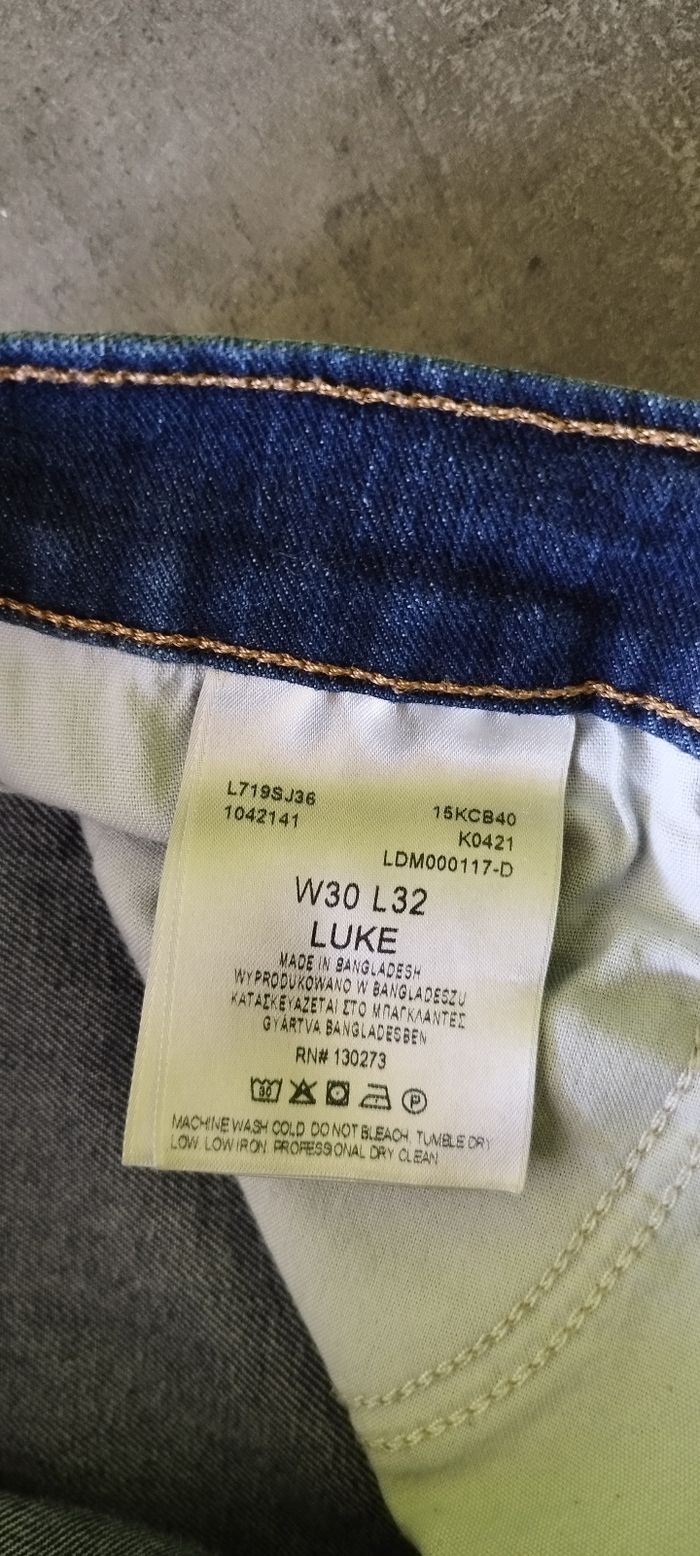 L719SJ36
1042141
15KCB40
K0421
LDM000117-D
W30 L32
LUKE
MADE IN BANGLADESH
WYPRODUKOWANO W BANGLADESZU
ΚΑΤΑΣΚΕΥΑΖΕΤΑΙ ΣΤΟ ΜΠΑΓΚΛΑΝΤΕΣ
GYÁRTVA BANGLADESBEN
RN# 130273
30
P
MACHINE WASH COLD. DO NOT BLEACH. TUMBLE DRY
LOW. LOW IRON. PROFESSIONAL DRY CLEAN